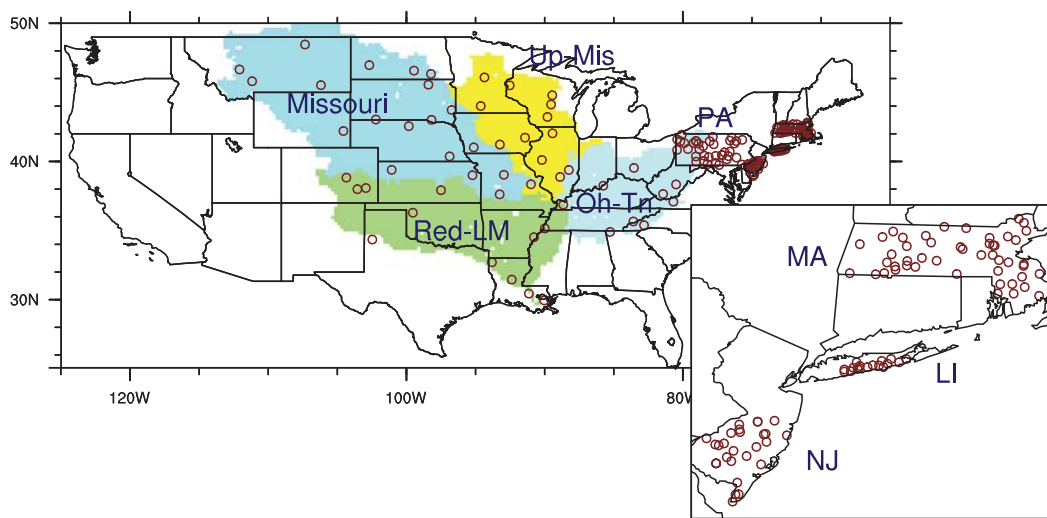 50N
40N
30N
120W
100W
80W
Up-Mis
Missouri
PA
Oh-Tn
Red-LM
MA
LI
NJ